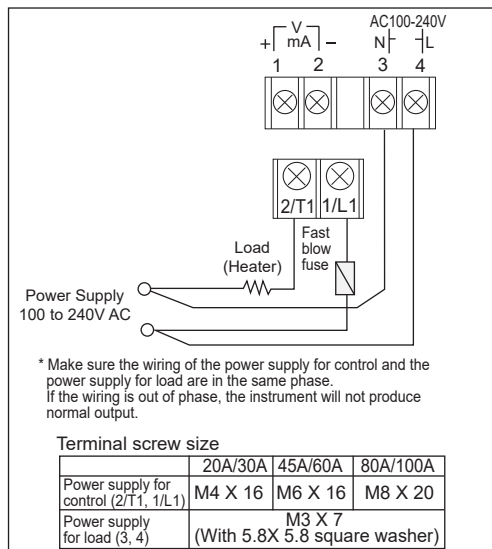 V AC100-240V
+ mA − N L
1 2 3 4
2/T1 1/L1
Load
(Heater)
Fast
blow
fuse
Power Supply
100 to 240V AC
* Make sure the wiring of the power supply for control and the
power supply for load are in the same phase.
If the wiring is out of phase, the instrument will not produce
normal output.
Terminal screw size
20A/30A 45A/60A 80A/100A
Power supply for
control (2/T1, 1/L1) M4 X 16 M6 X 16 M8 X 20
Power supply
for load (3, 4) M3 X 7
(With 5.8X 5.8 square washer)